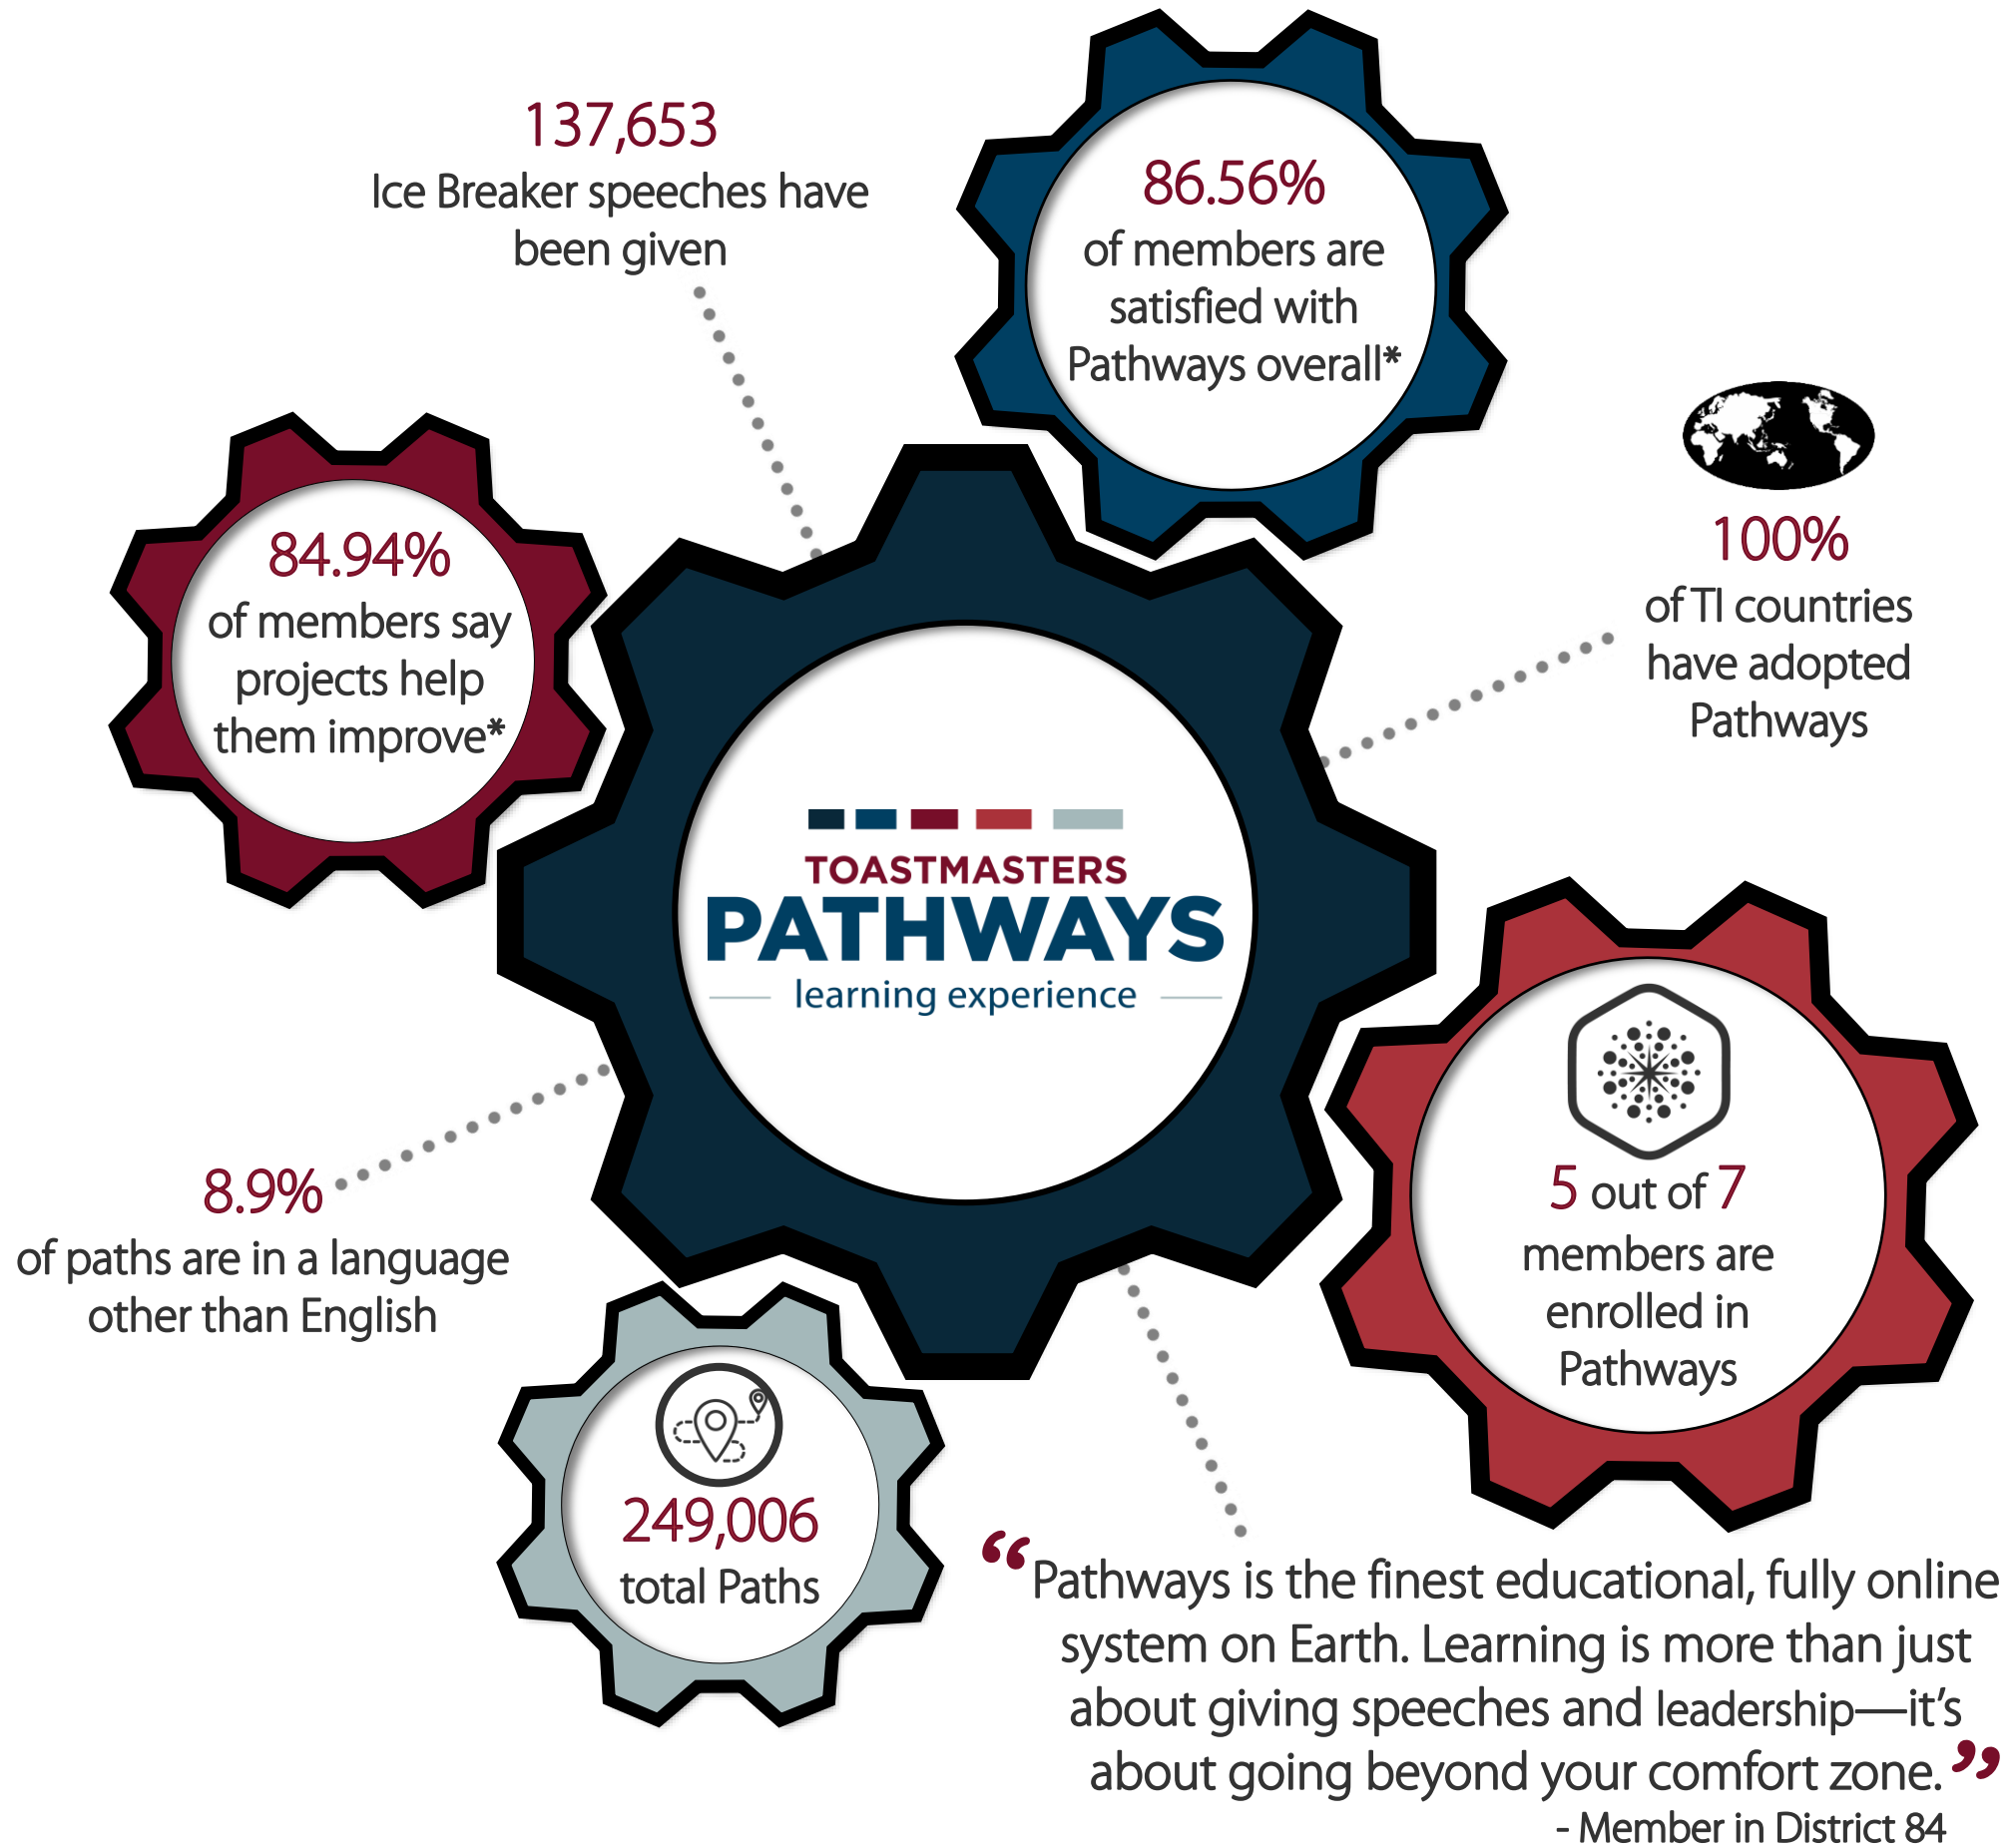 137,653
Ice Breaker speeches have
been given
86.56%
of members are
satisfied with
Pathways overall*
84.94%
of members say
projects help
them improve*
100%
of TI countries
have adopted
Pathways
TOASTMASTERS
PATHWAYS
learning experience
8.9%
of paths are in a language
other than English
5 out of 7
members are
enrolled in
Pathways
249,006
total Paths
“Pathways is the finest educational, fully online
system on Earth. Learning is more than just
about giving speeches and leadership—it’s
about going beyond your comfort zone.”
- Member in District 84